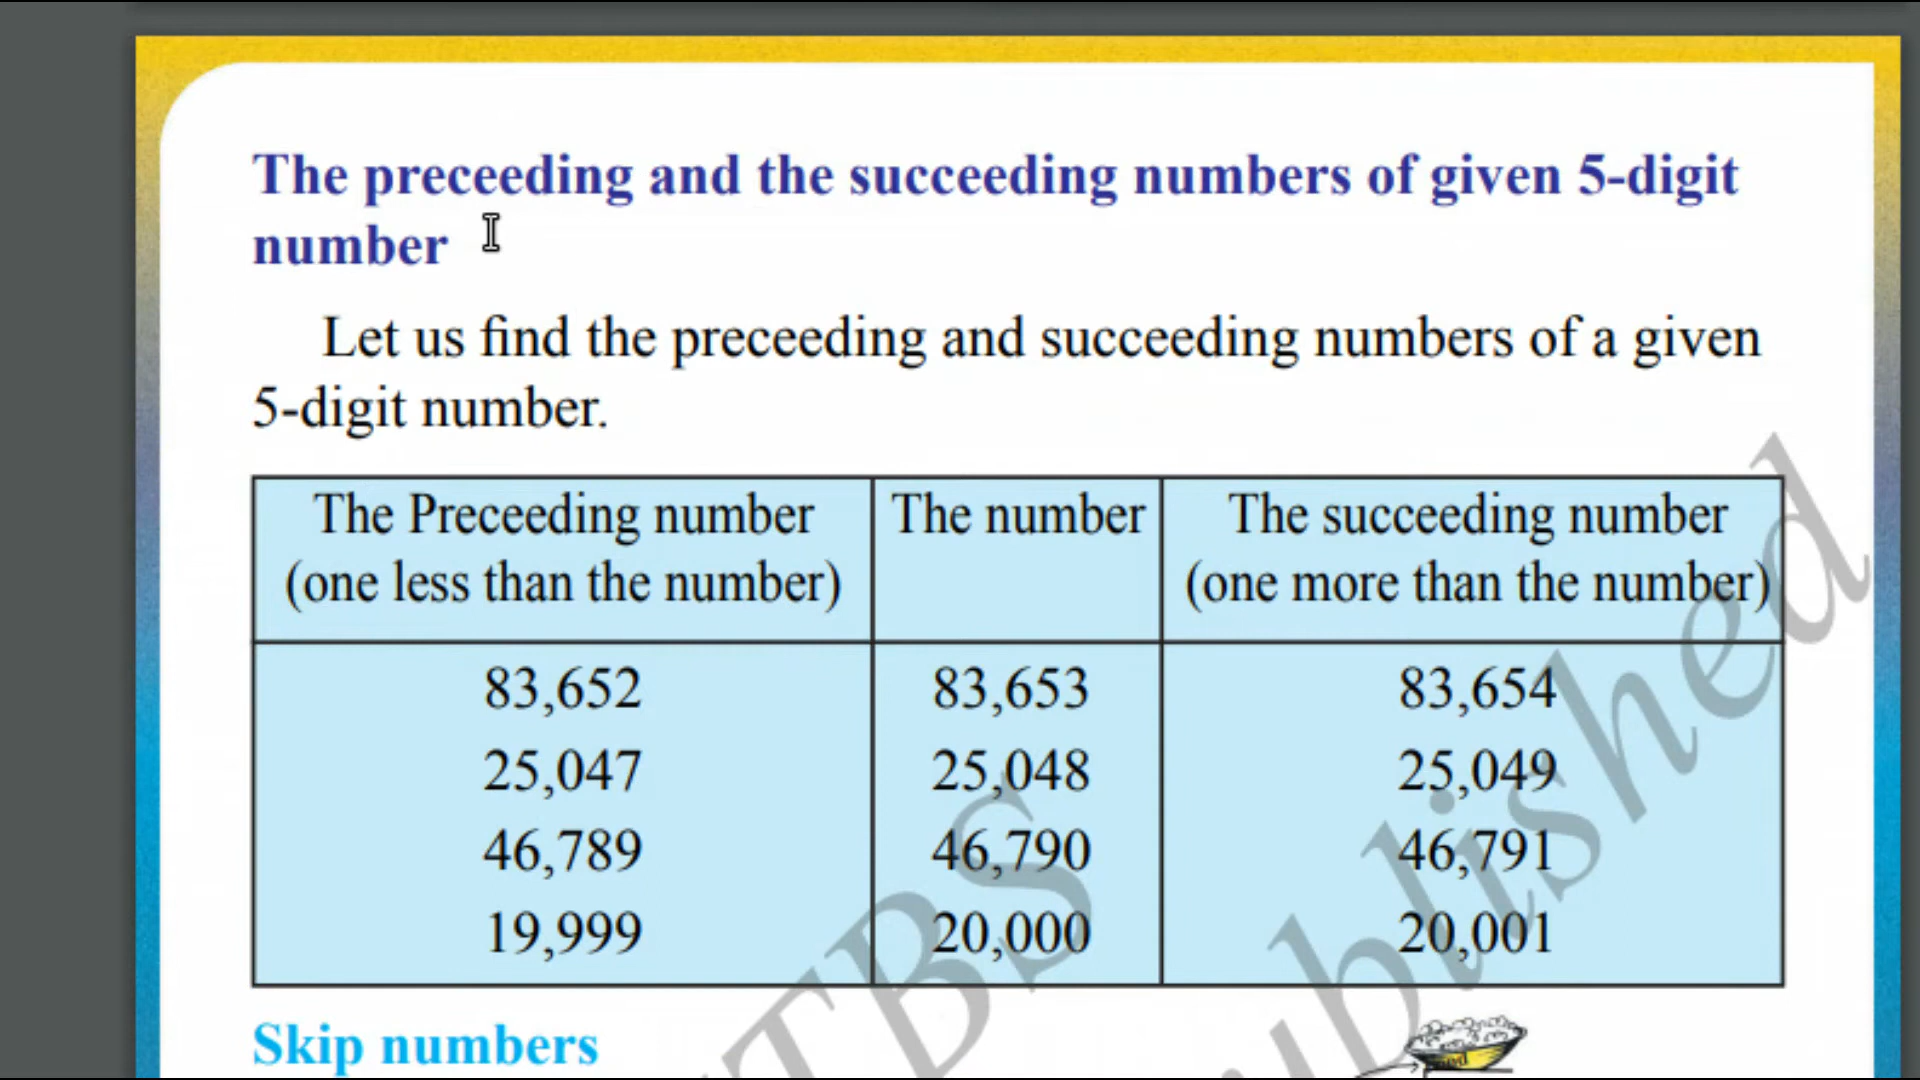 The preceeding and the succeeding numbers of given 5-digit
number
Let us find the preceeding and succeeding numbers of a given
5-digit number.
The Preceeding number The number The succeeding number
(one less than the number) (one more than the number)
83,652 83,653 83,654
25,047 25,048 25,049
46,789 46,790 46,791
19,999 20,000 20,001
Skip numbers